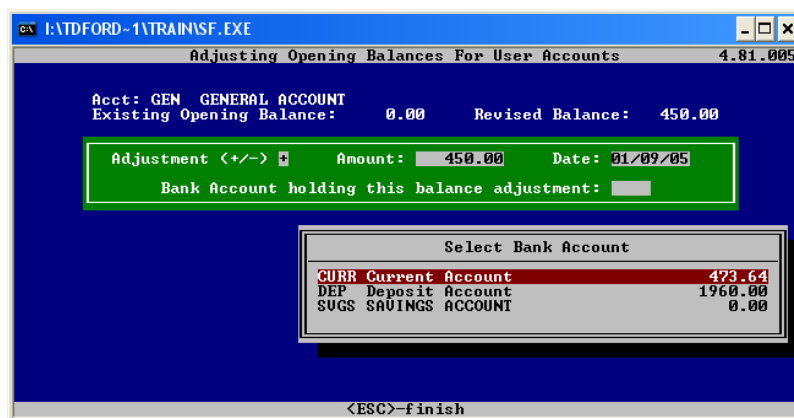 I:\TDFORD~1\TRAIN\SF.EXE
Adjusting Opening Balances For User Accounts 4.81.005
Acct: GEN GENERAL ACCOUNT
Existing Opening Balance: 0.00 Revised Balance: 450.00
Adjustment (+/-) + Amount: 450.00 Date: 01/09/05
Bank Account holding this balance adjustment:
Select Bank Account
CURR Current Account 473.64
DEP Deposit Account 1960.00
SVGS SAVINGS ACCOUNT 0.00
<ESC>-finish